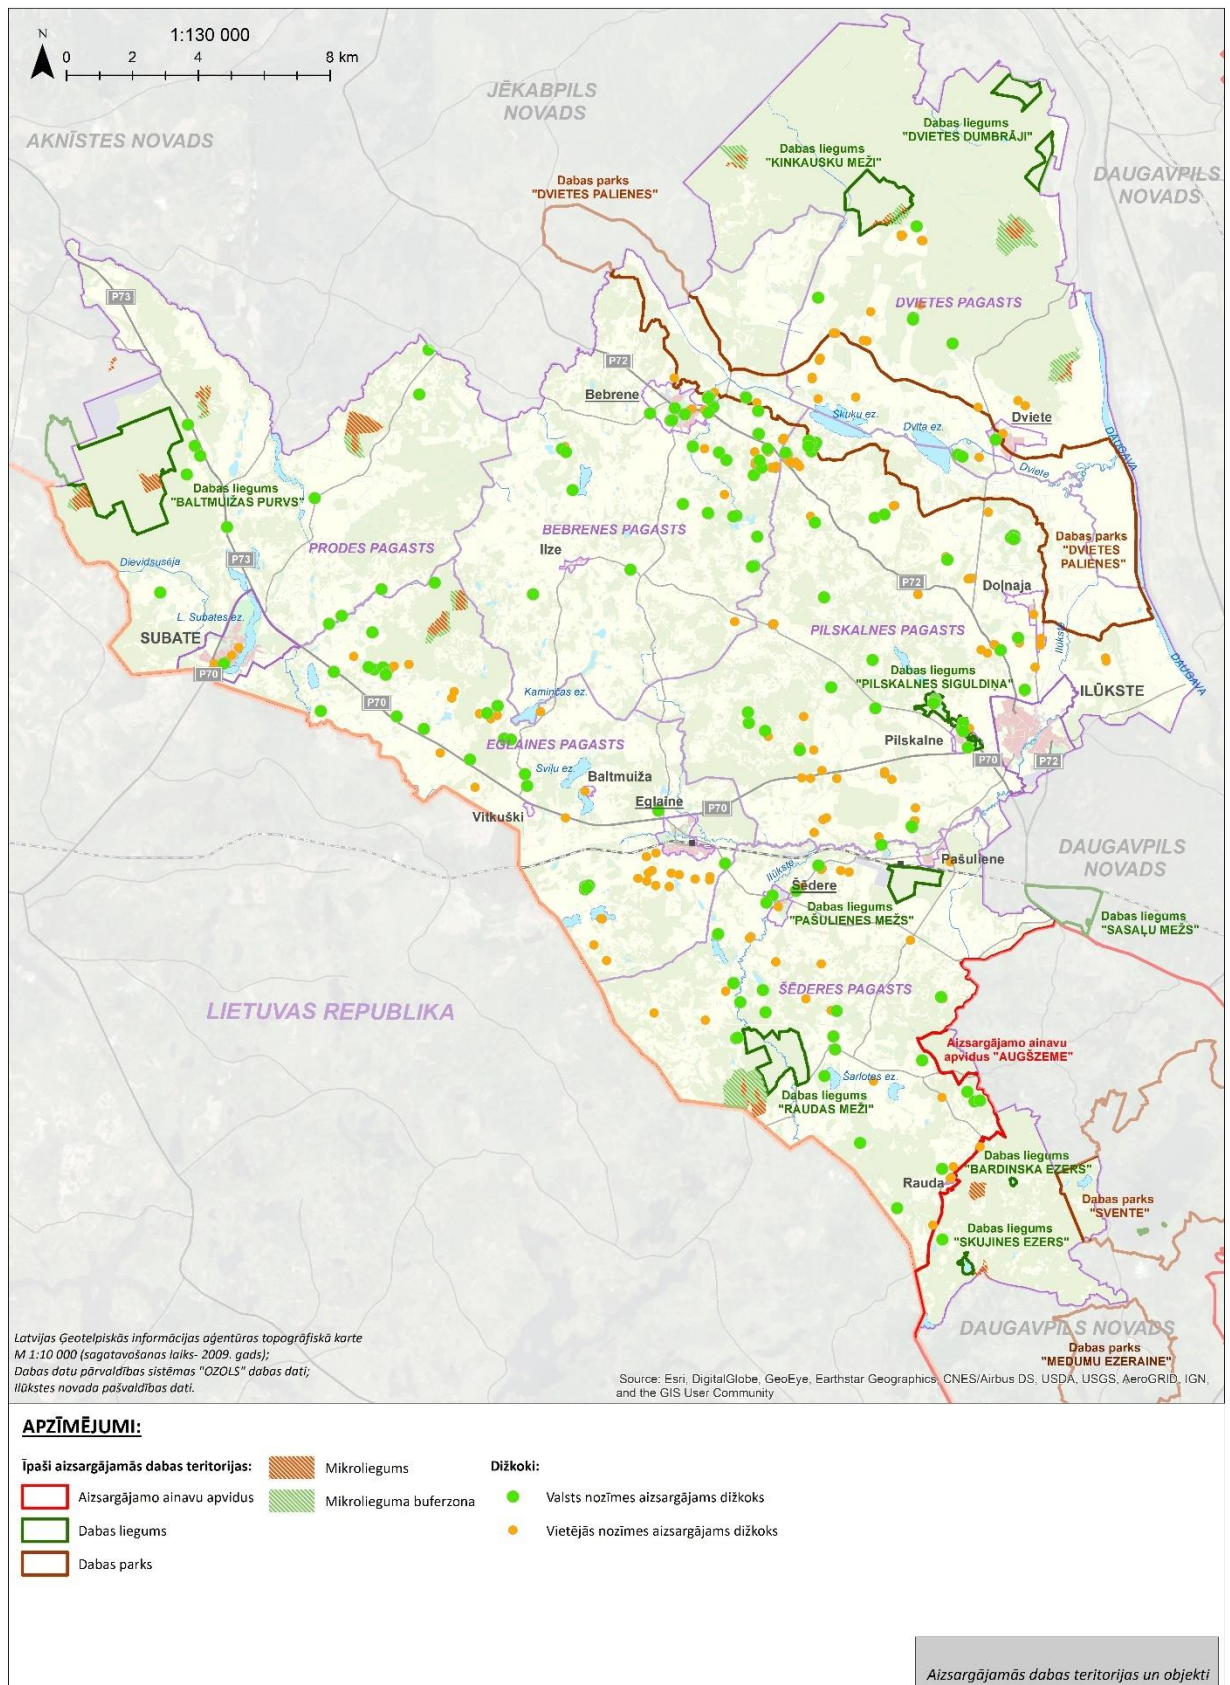 N
1:130 000
0 2 4 8 km
JĒKABPILS
NOVADS
AKNĪSTES NOVADS
Dabas liegums
"DVIETES DUMBRĀJI"
Dabas liegums
"KINKAUSKU MEŽI"
DAUGAVPILS
NOVADS
Dabas parks
"DVIETES PALIENES"
P73
DVIETES PAGASTS
P72
Bebrene
Skuku ez.
Dviete
Dvita ez.
DAUGAVA
Dviete
Dabas liegums
"BALTMUIŽAS PURVS"
BEBRENES PAGASTS
Ilze
PRODES PAGASTS
Dabas parks
"DVIETES
PALIENES"
P73
Dievidsusēja
P72
Doļnaja
L. Subates ez.
SUBATE
PILSKALNES PAGASTS
Ilūkste
P70
Dabas liegums
"PILSKALNES SIGULDIŅA"
DAUGAVA
Kaminčas ez.
ILŪKSTE
P70
Pilskalne
EGLAINES PAGASTS
P70
P72
Sviļu ez.
Baltmuiža
Eglaine
P70
Vitkuški
DAUGAVPILS
NOVADS
Pašuliene
Ilūkste
Šēdere
Dabas liegums
"PAŠULIENES MEŽS"
Dabas liegums
"SASAĻU MEŽS"
ŠĒDERES PAGASTS
LIETUVAS REPUBLIKA
Aizsargājamo ainavu
apvidus "AUGŠZEME"
Šarlotes ez.
Dabas liegums
"RAUDAS MEŽI"
Dabas liegums
"BARDINSKA EZERS"
Rauda
Dabas parks
"SVENTE"
Dabas liegums
"SKUJINES EZERS"
DAUGAVPILS NOVADS
Dabas parks
"MEDUMU EZERAINE"
Latvijas Ģeotelpiskās informācijas aģentūras topogrāfiskā karte
M 1:10 000 (sagatavošanas laiks- 2009. gads);
Dabas datu pārvaldības sistēmas "OZOLS" dabas dati;
Ilūkstes novada pašvaldības dati.
Source: Esri, DigitalGlobe, GeoEye, Earthstar Geographics, CNES/Airbus DS, USDA, USGS, AeroGRID, IGN,
and the GIS User Community
APZĪMĒJUMI:
Īpaši aizsargājamās dabas teritorijas:
Aizsargājamo ainavu apvidus
Dabas liegums
Dabas parks
Mikroliegums
Mikrolieguma buferzona
Dižkoki:
Valsts nozīmes aizsargājams dižkoks
Vietējās nozīmes aizsargājams dižkoks
Aizsargājamās dabas teritorijas un objekti